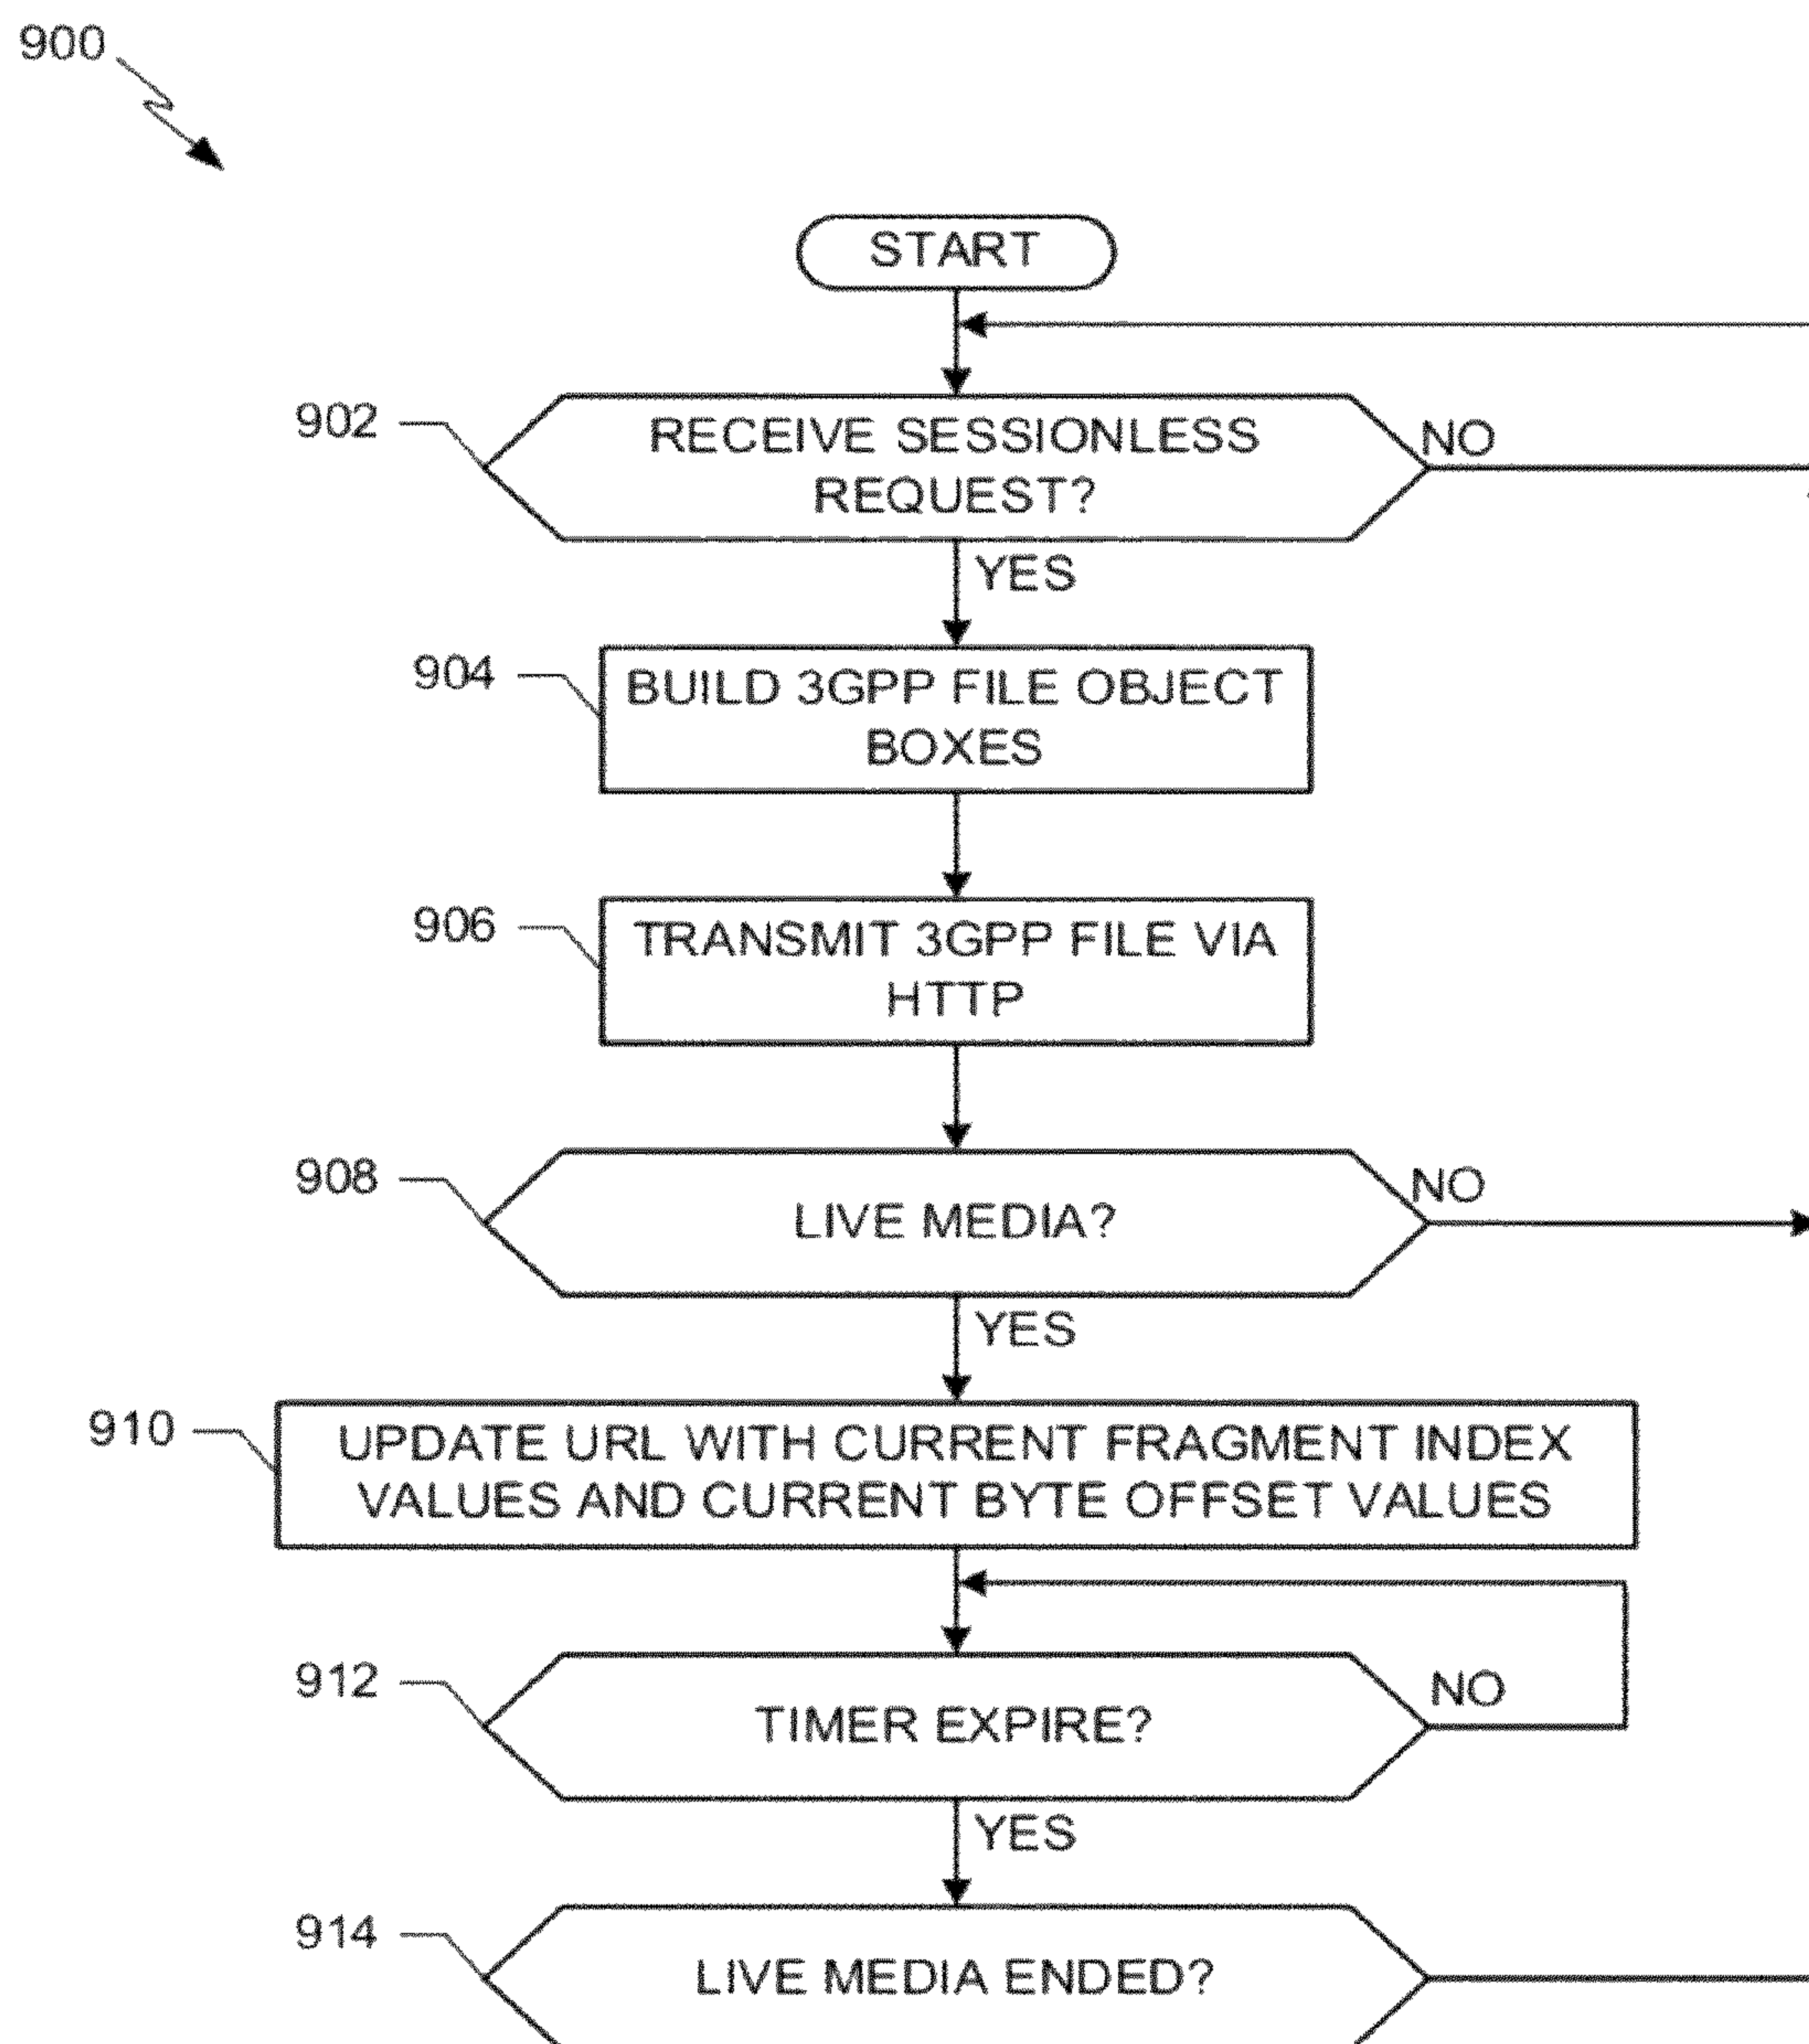 900
START
902
RECEIVE SESSIONLESS
REQUEST?
NO
YES
904
BUILD 3GPP FILE OBJECT
BOXES
906
TRANSMIT 3GPP FILE VIA
HTTP
908
LIVE MEDIA?
NO
YES
910
UPDATE URL WITH CURRENT FRAGMENT INDEX
VALUES AND CURRENT BYTE OFFSET VALUES
912
TIMER EXPIRE?
NO
YES
914
LIVE MEDIA ENDED?